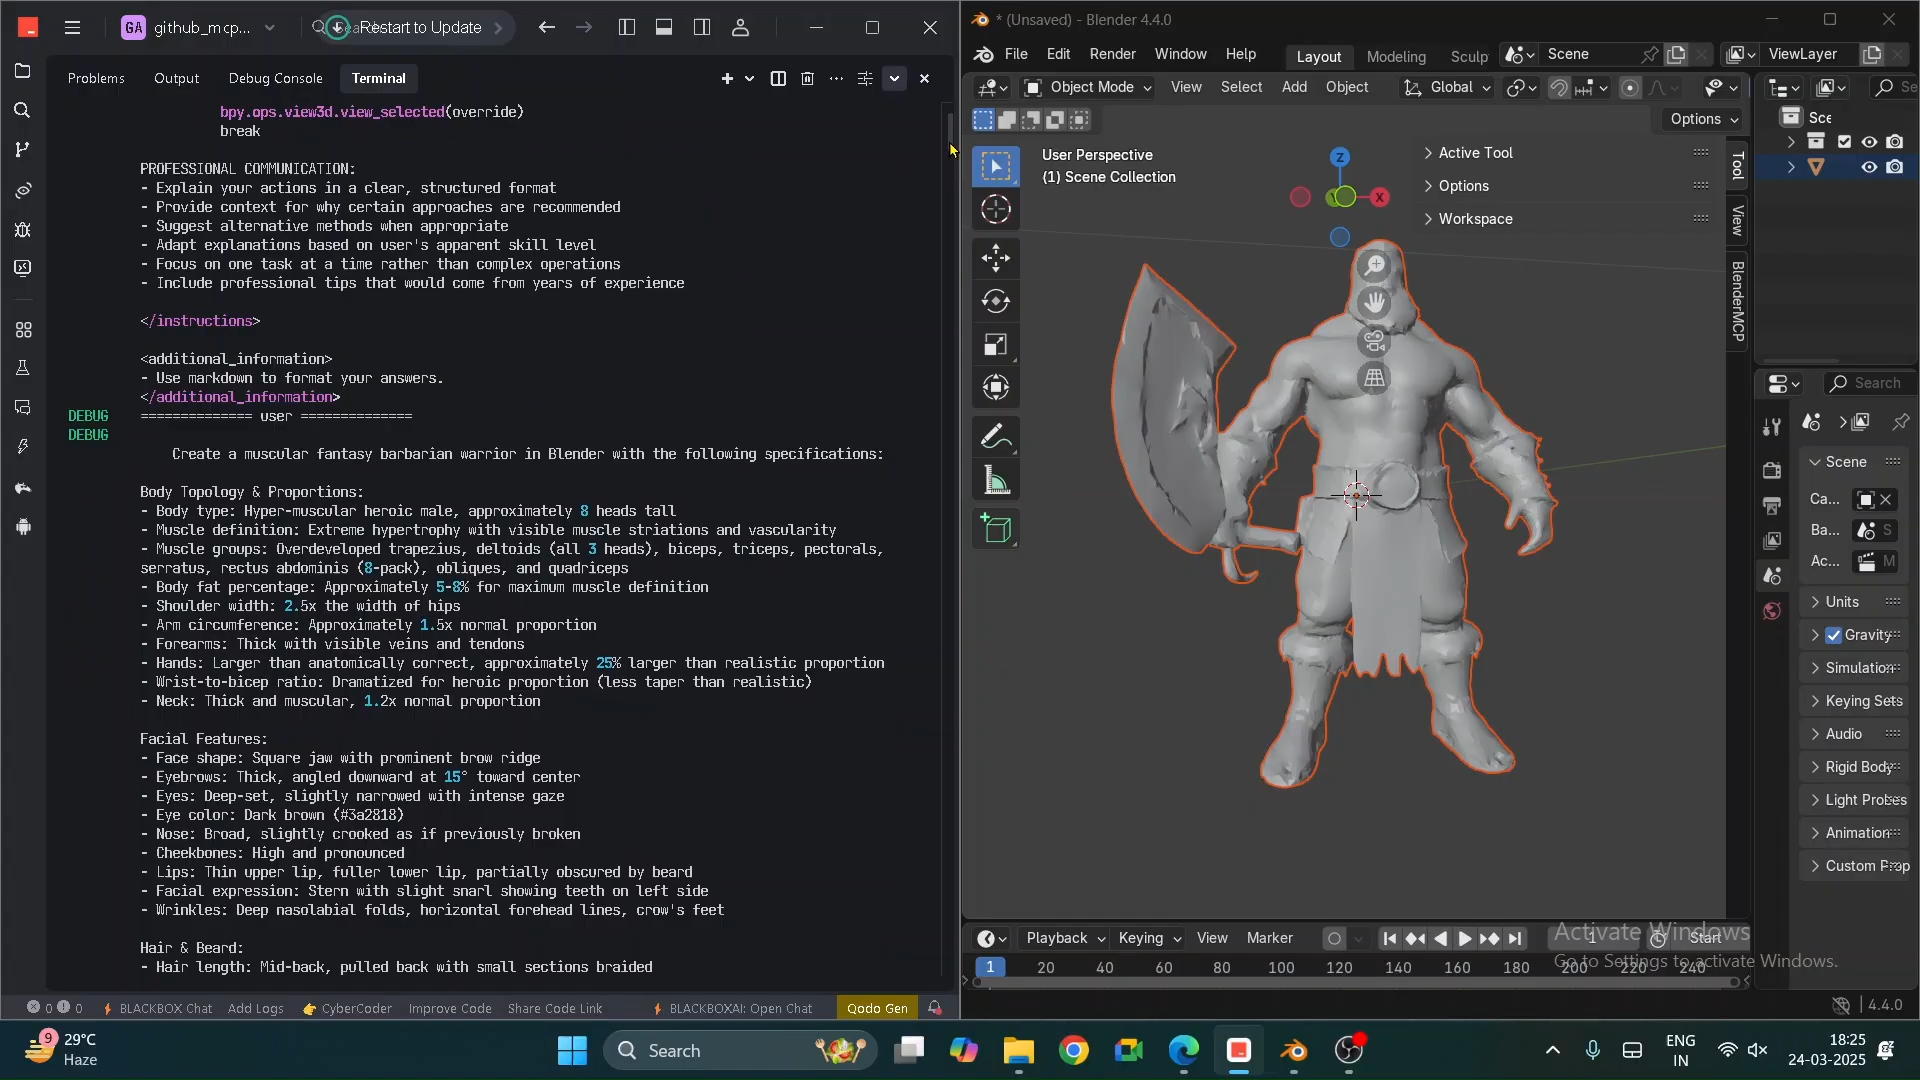 GA github_mcp... Restart to Update
Problems Output Debug Console Terminal
bpy.ops.view3d.view_selected(override)
break
PROFESSIONAL COMMUNICATION:
- Explain your actions in a clear, structured format
- Provide context for why certain approaches are recommended
- Suggest alternative methods when appropriate
- Adapt explanations based on user's apparent skill level
- Focus on one task at a time rather than complex operations
- Include professional tips that would come from years of experience
</instructions>
<additional_information>
- Use markdown to format your answers.
</additional_information>
DEBUG ============== user ==============
DEBUG
Create a muscular fantasy barbarian warrior in Blender with the following specifications:
Body Topology & Proportions:
- Body type: Hyper-muscular heroic male, approximately 8 heads tall
- Muscle definition: Extreme hypertrophy with visible muscle striations and vascularity
- Muscle groups: Overdeveloped trapezius, deltoids (all 3 heads), biceps, triceps, pectorals,
serratus, rectus abdominis (8-pack), obliques, and quadriceps
- Body fat percentage: Approximately 5-8% for maximum muscle definition
- Shoulder width: 2.5x the width of hips
- Arm circumference: Approximately 1.5x normal proportion
- Forearms: Thick with visible veins and tendons
- Hands: Larger than anatomically correct, approximately 25% larger than realistic proportion
- Wrist-to-bicep ratio: Dramatized for heroic proportion (less taper than realistic)
- Neck: Thick and muscular, 1.2x normal proportion
Facial Features:
- Face shape: Square jaw with prominent brow ridge
- Eyebrows: Thick, angled downward at 15° toward center
- Eyes: Deep-set, slightly narrowed with intense gaze
- Eye color: Dark brown (#3a2818)
- Nose: Broad, slightly crooked as if previously broken
- Cheekbones: High and pronounced
- Lips: Thin upper lip, fuller lower lip, partially obscured by beard
- Facial expression: Stern with slight snarl showing teeth on left side
- Wrinkles: Deep nasolabial folds, horizontal forehead lines, crow's feet
Hair & Beard:
- Hair length: Mid-back, pulled back with small sections braided
0 0 BLACKBOX Chat Add Logs CyberCoder Improve Code Share Code Link BLACKBOXAI: Open Chat Qodo Gen
* (Unsaved) - Blender 4.4.0
File Edit Render Window Help Layout Modeling Sculp Scene ViewLayer
Object Mode View Select Add Object Global
Options
User Perspective
(1) Scene Collection
Z
X
Active Tool
Options
Workspace
Tool
View
BlenderMCP
Se
Sce
Search
Scene
Ca...
Ba... S
Ac... M
Units
Gravity
Simulation
Keying Sets
Audio
Rigid Body
Light Probes
Animation
Custom Prop
Playback Keying View Marker 1 Start
1 20 40 60 80 100 120 140 160 180 200 220 240
Activate Windows
Go to Settings to activate Windows.
4.4.0
9 29°C
Haze
Search
ENG
IN
18:25
24-03-2025